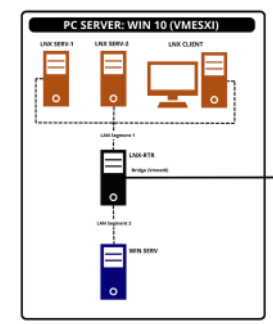 PC SERVER: WIN 10 (VMESXI)
LNX SERV-1
LNX SERV-2
LNX CLIENT
LAN Segment 1
LNX-RTR
Bridge (Vmnet0)
LAN Segment 2
WIN SERV